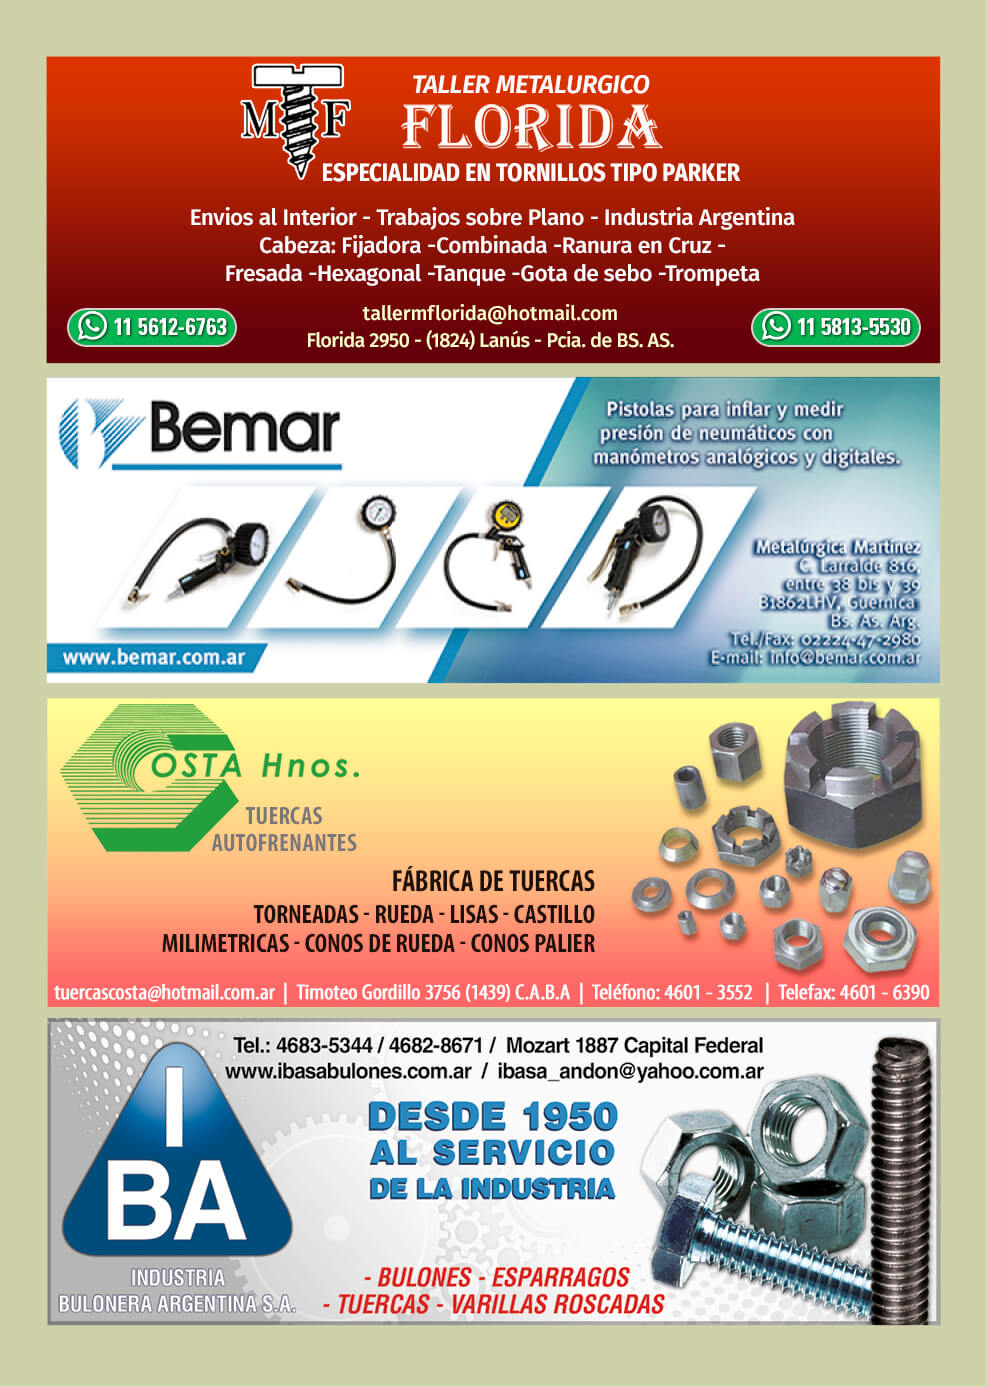 MTF
TALLER METALURGICO
FLORIDA
ESPECIALIDAD EN TORNILLOS TIPO PARKER
Envios al Interior - Trabajos sobre Plano - Industria Argentina
Cabeza: Fijadora -Combinada -Ranura en Cruz -
Fresada -Hexagonal -Tanque -Gota de sebo -Trompeta
11 5612-6763
tallermflorida@hotmail.com
Florida 2950 - (1824) Lanús - Pcia. de BS. AS.
11 5813-5530
Bemar
Pistolas para inflar y medir
presión de neumáticos con
manómetros analógicos y digitales.
Metalúrgica Martínez
C. Larralde 816,
entre 38 bis y 39
B1862LHV, Guernica
Bs. As. Arg.
Tel./Fax: 02224-47-2980
E-mail: info@bemar.com.ar
www.bemar.com.ar
COSTA Hnos.
TUERCAS
AUTOFRENANTES
FÁBRICA DE TUERCAS
TORNEADAS - RUEDA - LISAS - CASTILLO
MILIMETRICAS - CONOS DE RUEDA - CONOS PALIER
tuercascosta@hotmail.com.ar | Timoteo Gordillo 3756 (1439) C.A.B.A | Teléfono: 4601 - 3552 | Telefax: 4601 - 6390
Tel.: 4683-5344 / 4682-8671 / Mozart 1887 Capital Federal
www.ibasabulones.com.ar / ibasa_andon@yahoo.com.ar
I
BA
DESDE 1950
AL SERVICIO
DE LA INDUSTRIA
INDUSTRIA
BULONERA ARGENTINA S.A.
- BULONES - ESPARRAGOS
- TUERCAS - VARILLAS ROSCADAS